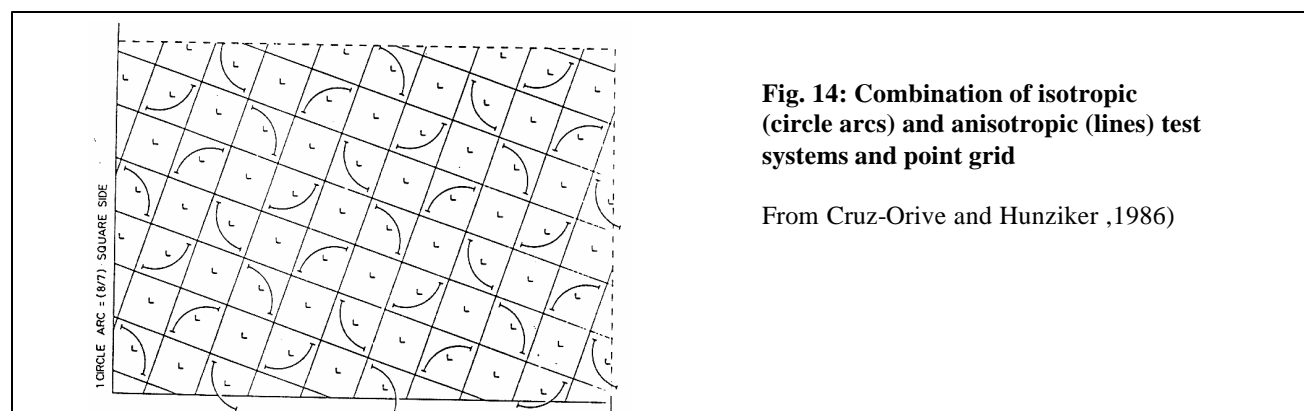 1 CIRCLE ARC = (8/7) · SQUARE SIDE
Fig. 14: Combination of isotropic
(circle arcs) and anisotropic (lines) test
systems and point grid
From Cruz-Orive and Hunziker ,1986)